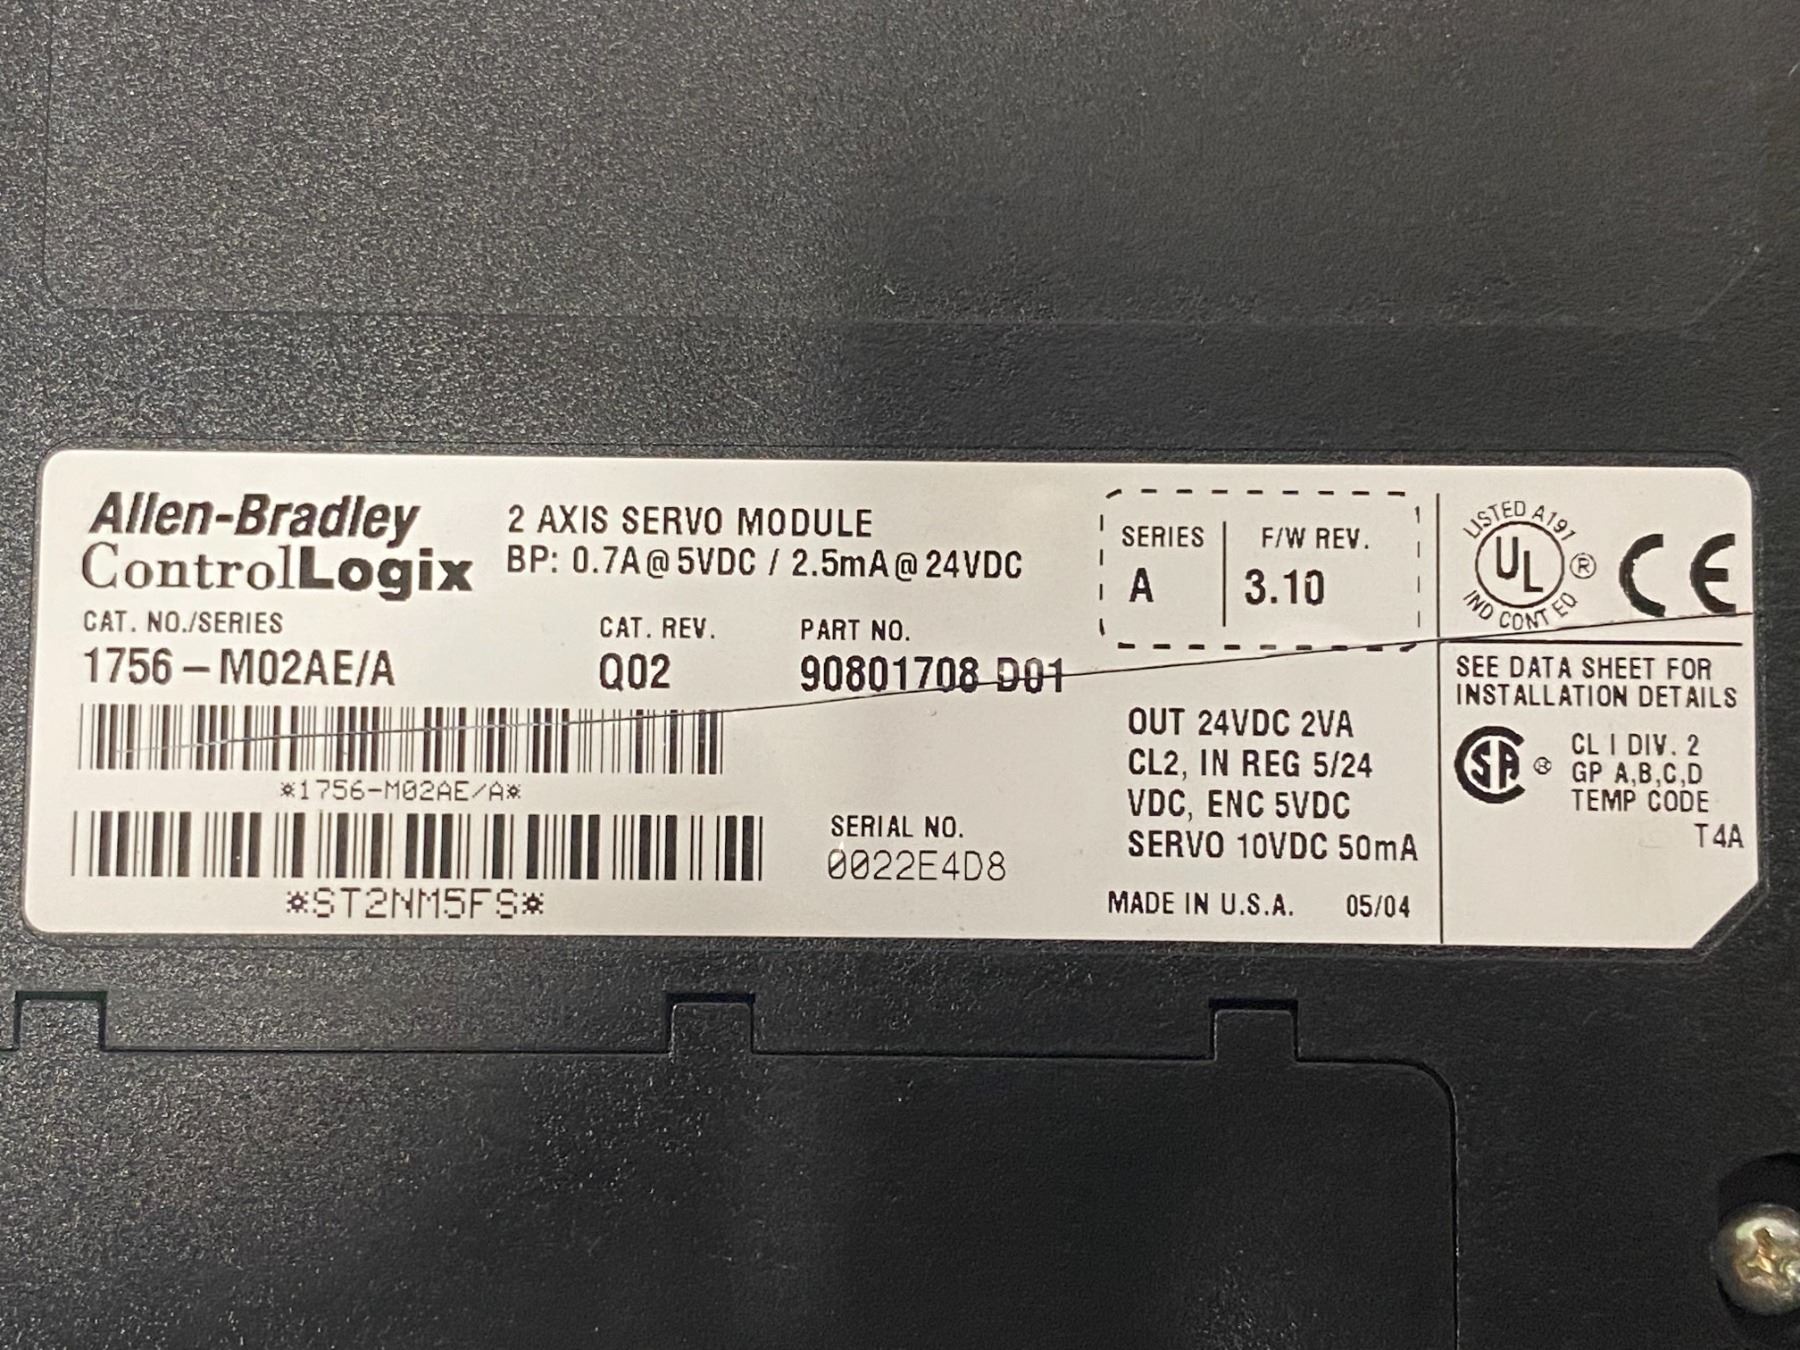 Allen-Bradley
ControlLogix
2 AXIS SERVO MODULE
BP: 0.7A@5VDC / 2.5mA@24VDC
SERIES
A
F/W REV.
3.10
CAT. NO./SERIES
1756-M02AE/A
CAT. REV.
Q02
PART NO.
90801708 D01
*1756-M02AE/A*
*ST2NM5FS*
SERIAL NO.
0022E4D8
OUT 24VDC 2VA
CL2, IN REG 5/24
VDC, ENC 5VDC
SERVO 10VDC 50mA
MADE IN U.S.A. 05/04
LISTED A191
UL ®
IND CONT EQ
CE
SEE DATA SHEET FOR
INSTALLATION DETAILS
SA ®
CL I DIV. 2
GP A,B,C,D
TEMP CODE
T4A